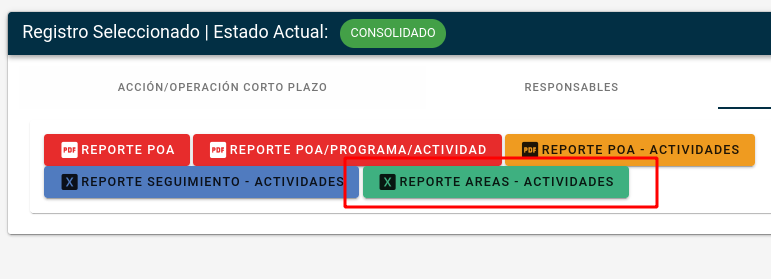 Registro Seleccionado | Estado Actual: CONSOLIDADO
ACCIÓN/OPERACIÓN CORTO PLAZO RESPONSABLES
PDF REPORTE POA PDF REPORTE POA/PROGRAMA/ACTIVIDAD PDF REPORTE POA - ACTIVIDADES
X REPORTE SEGUIMIENTO - ACTIVIDADES X REPORTE AREAS - ACTIVIDADES